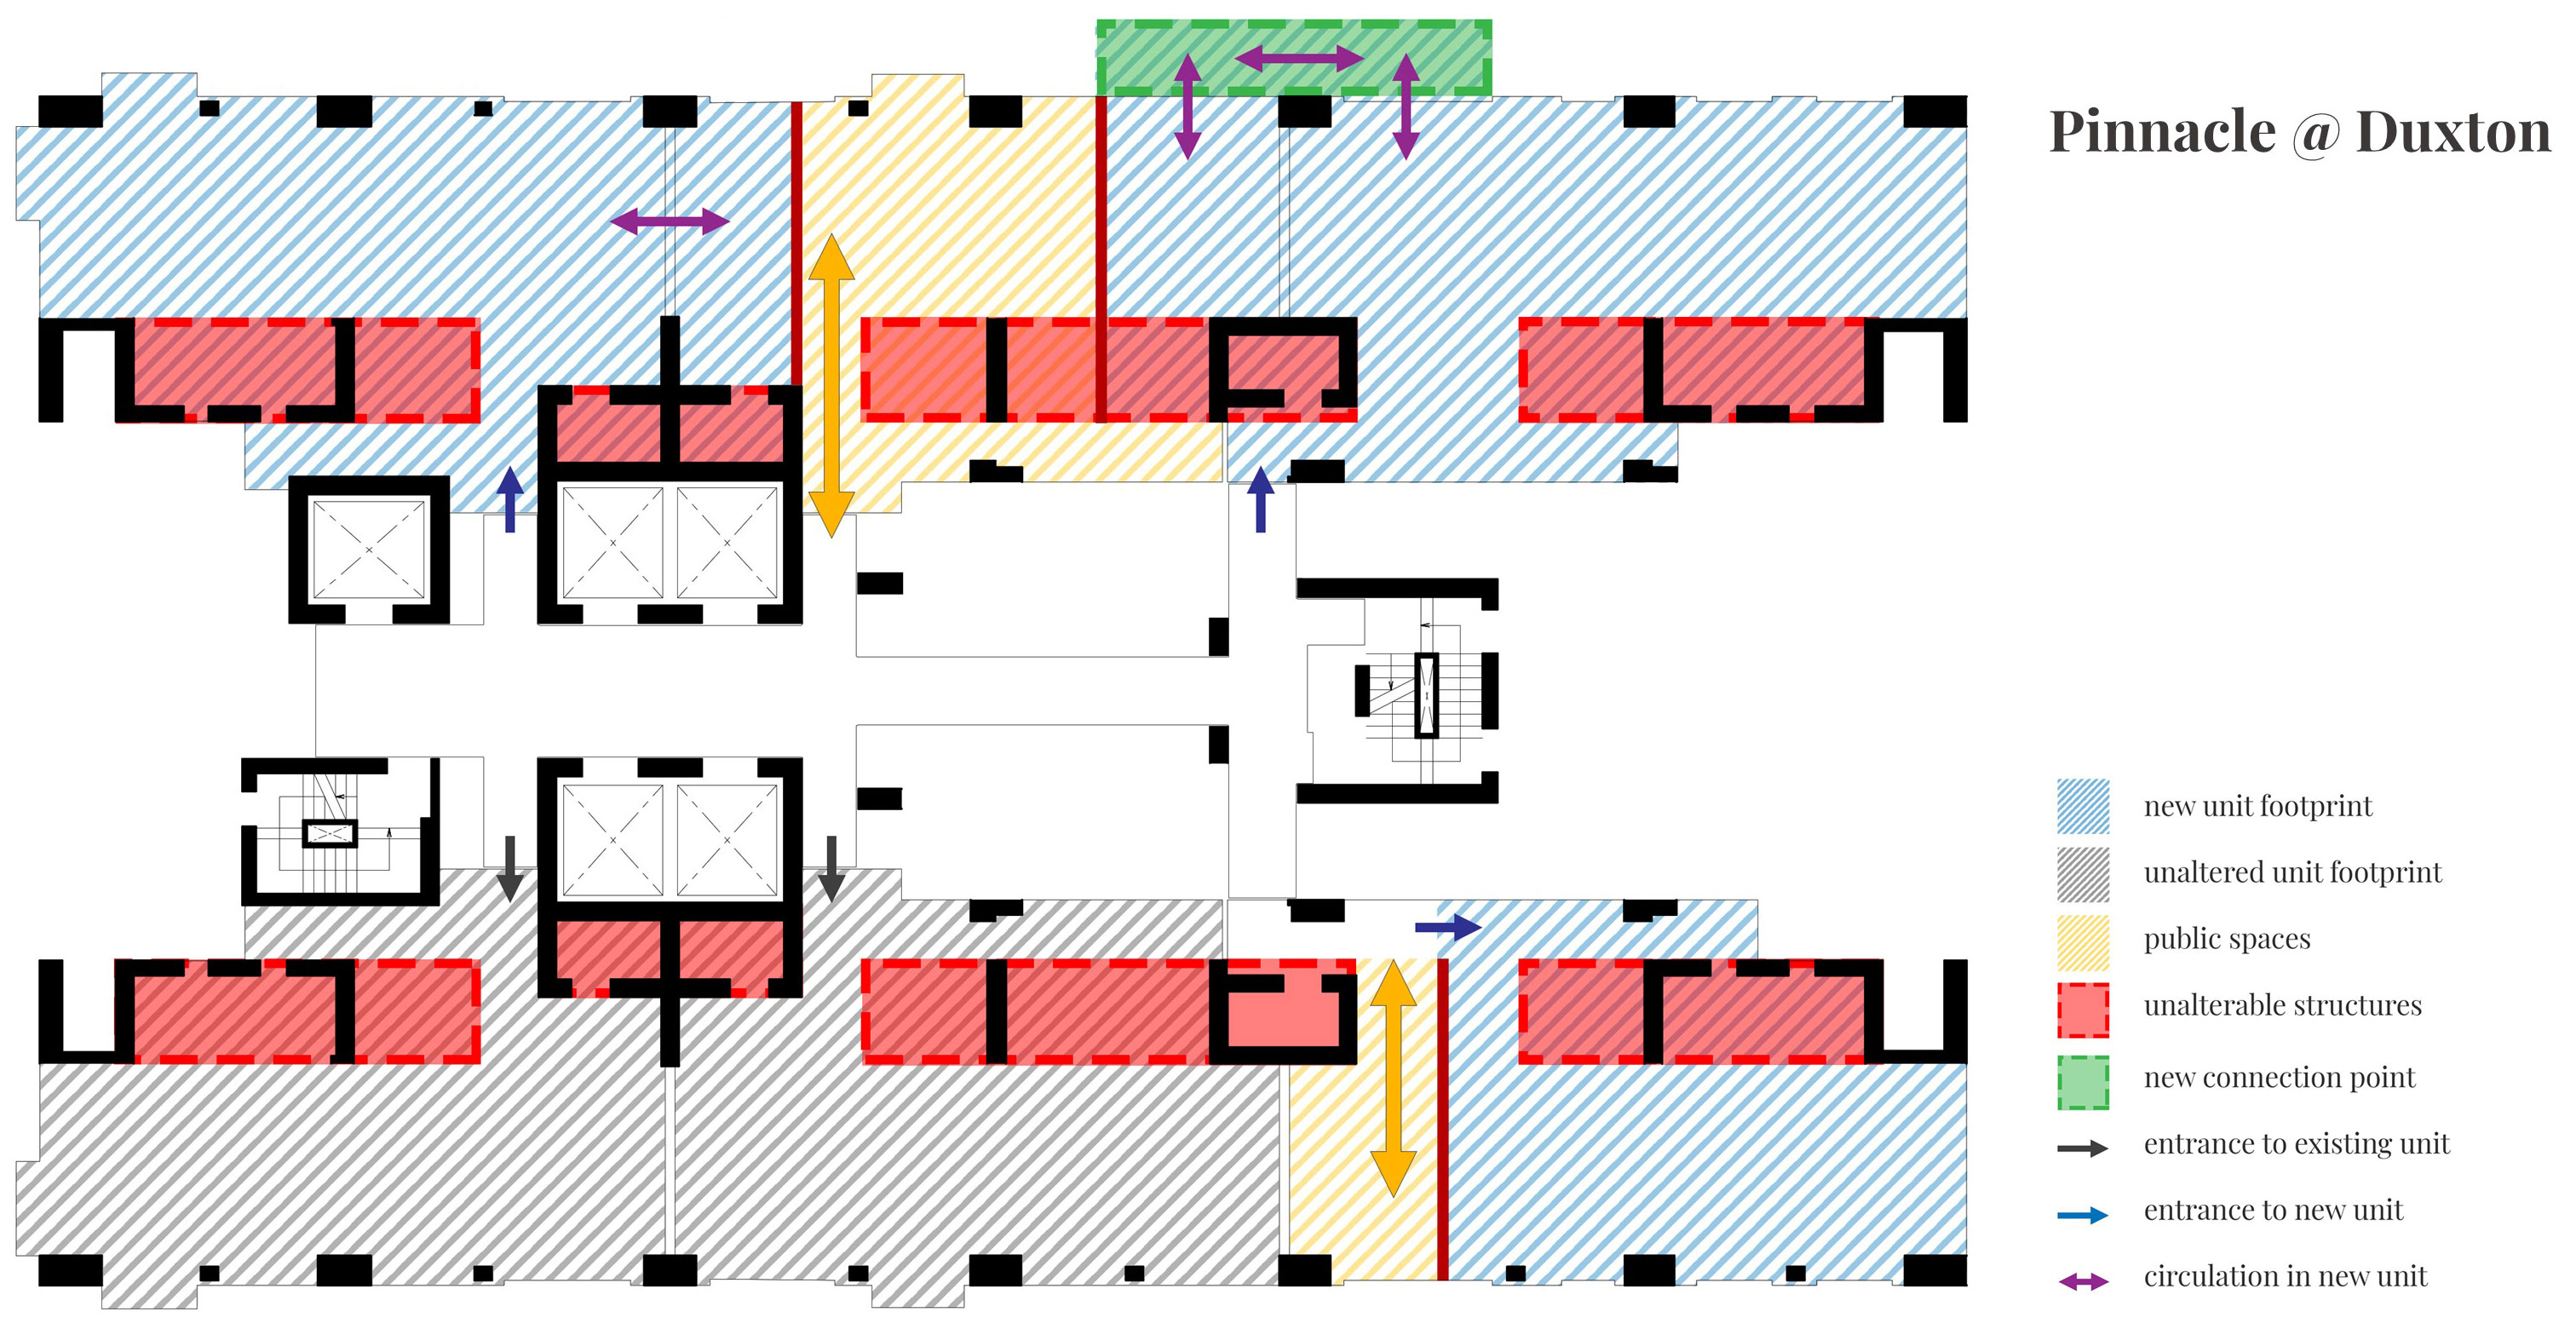 Pinnacle @ Duxton
new unit footprint
unaltered unit footprint
public spaces
unalterable structures
new connection point
entrance to existing unit
entrance to new unit
circulation in new unit